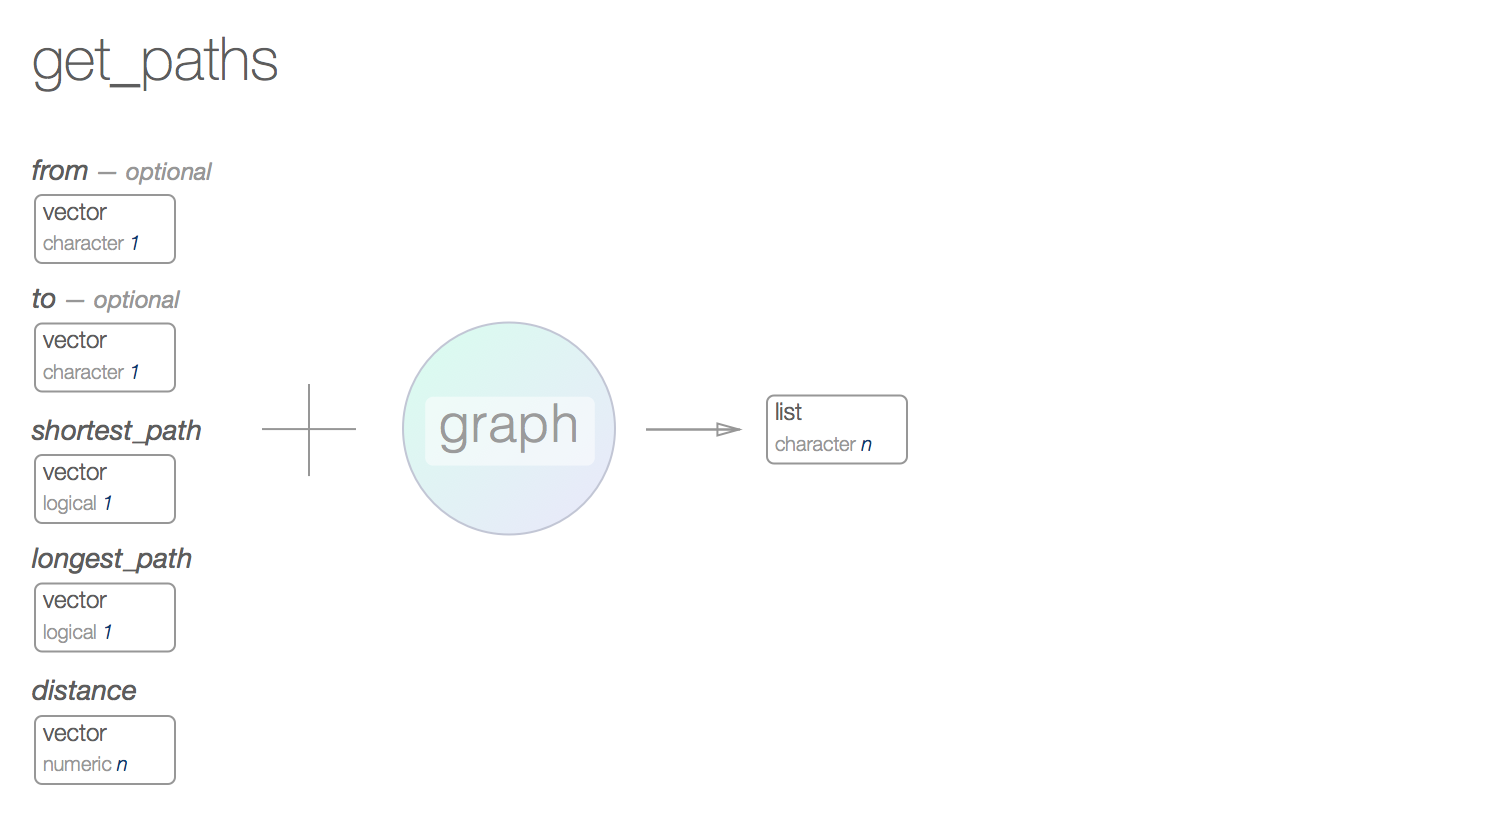 get_paths
from — optional
vector
character 1
to — optional
vector
character 1
shortest_path
vector
logical 1
longest_path
vector
logical 1
distance
vector
numeric n
graph
list
character n